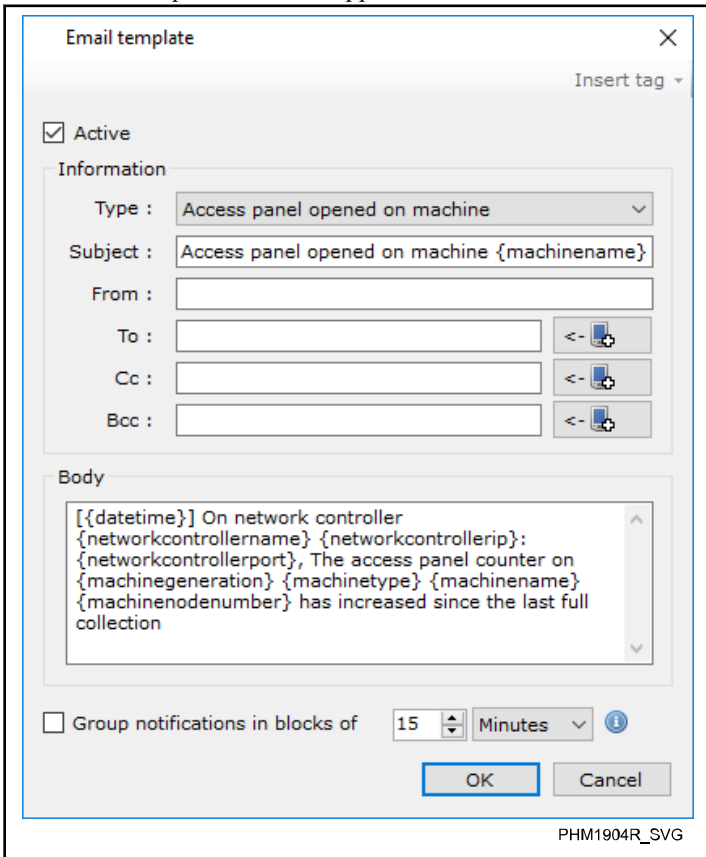 Email template
Insert tag
Active
Information
Type :
Access panel opened on machine
Subject :
Access panel opened on machine {machinename}
From :
To :
<-
Cc :
<-
Bcc :
<-
Body
[{datetime}] On network controller
{networkcontrollername} {networkcontrollerip}:
{networkcontrollerport}, The access panel counter on
{machinegeneration} {machinetype} {machinename}
{machinenodenumber} has increased since the last full
collection
Group notifications in blocks of 15 Minutes
OK Cancel
PHM1904R_SVG